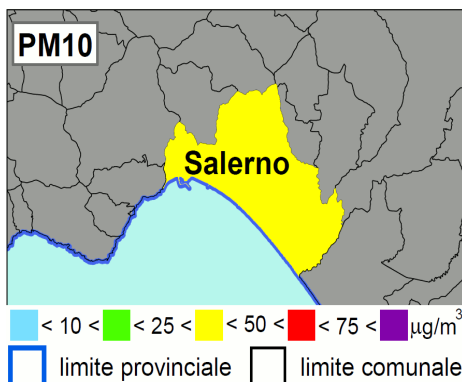 PM10
Salerno
< 10 < < 25 < < 50 < < 75 < μg/m³
limite provinciale limite comunale